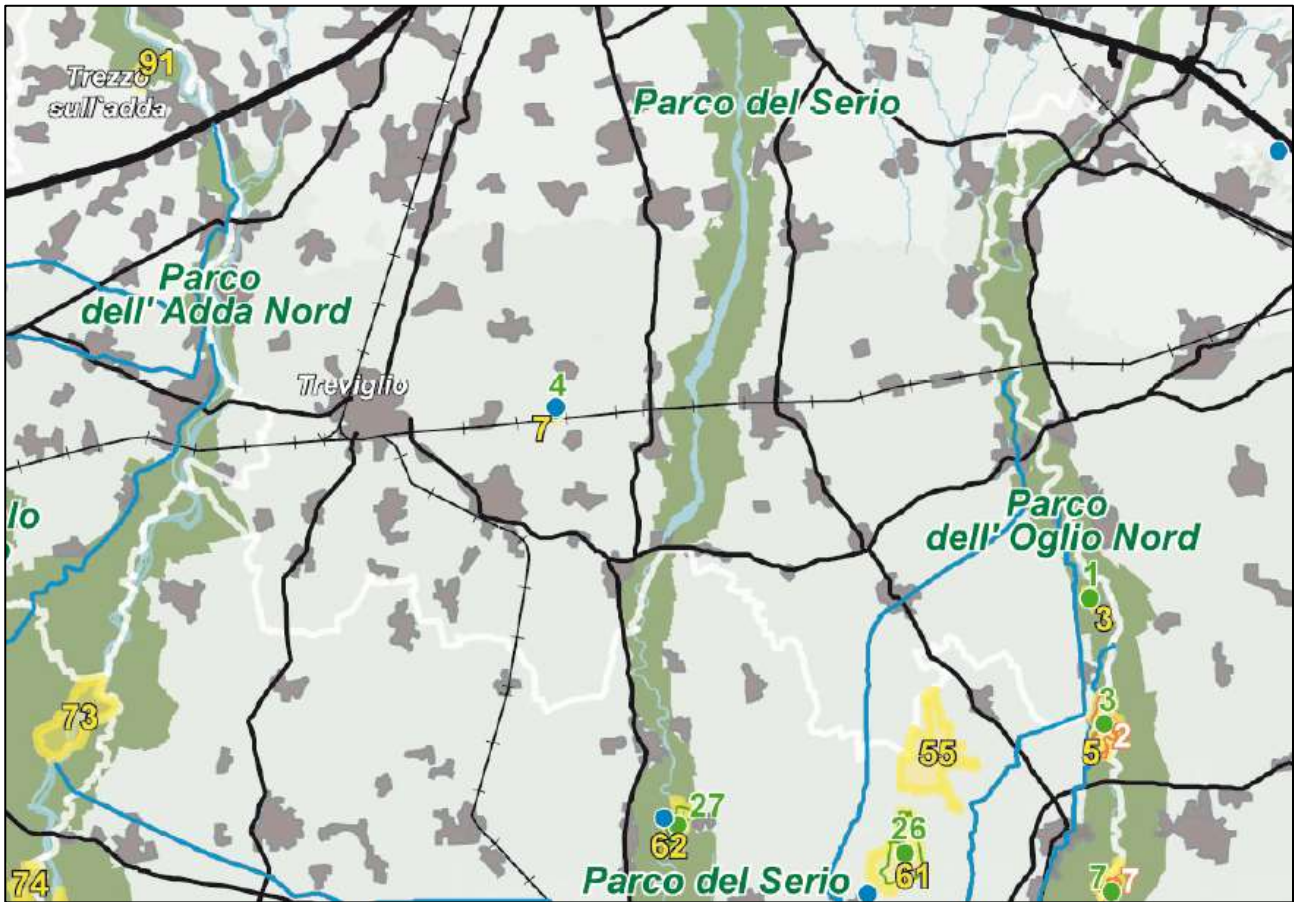 91
Trezzo
sull'adda
Parco del Serio
Parco
dell' Adda Nord
Treviglio
4
7
lo
Parco
dell' Oglio Nord
1
3
73
3
2
5
55
27
62
26
61
74
Parco del Serio
7
7